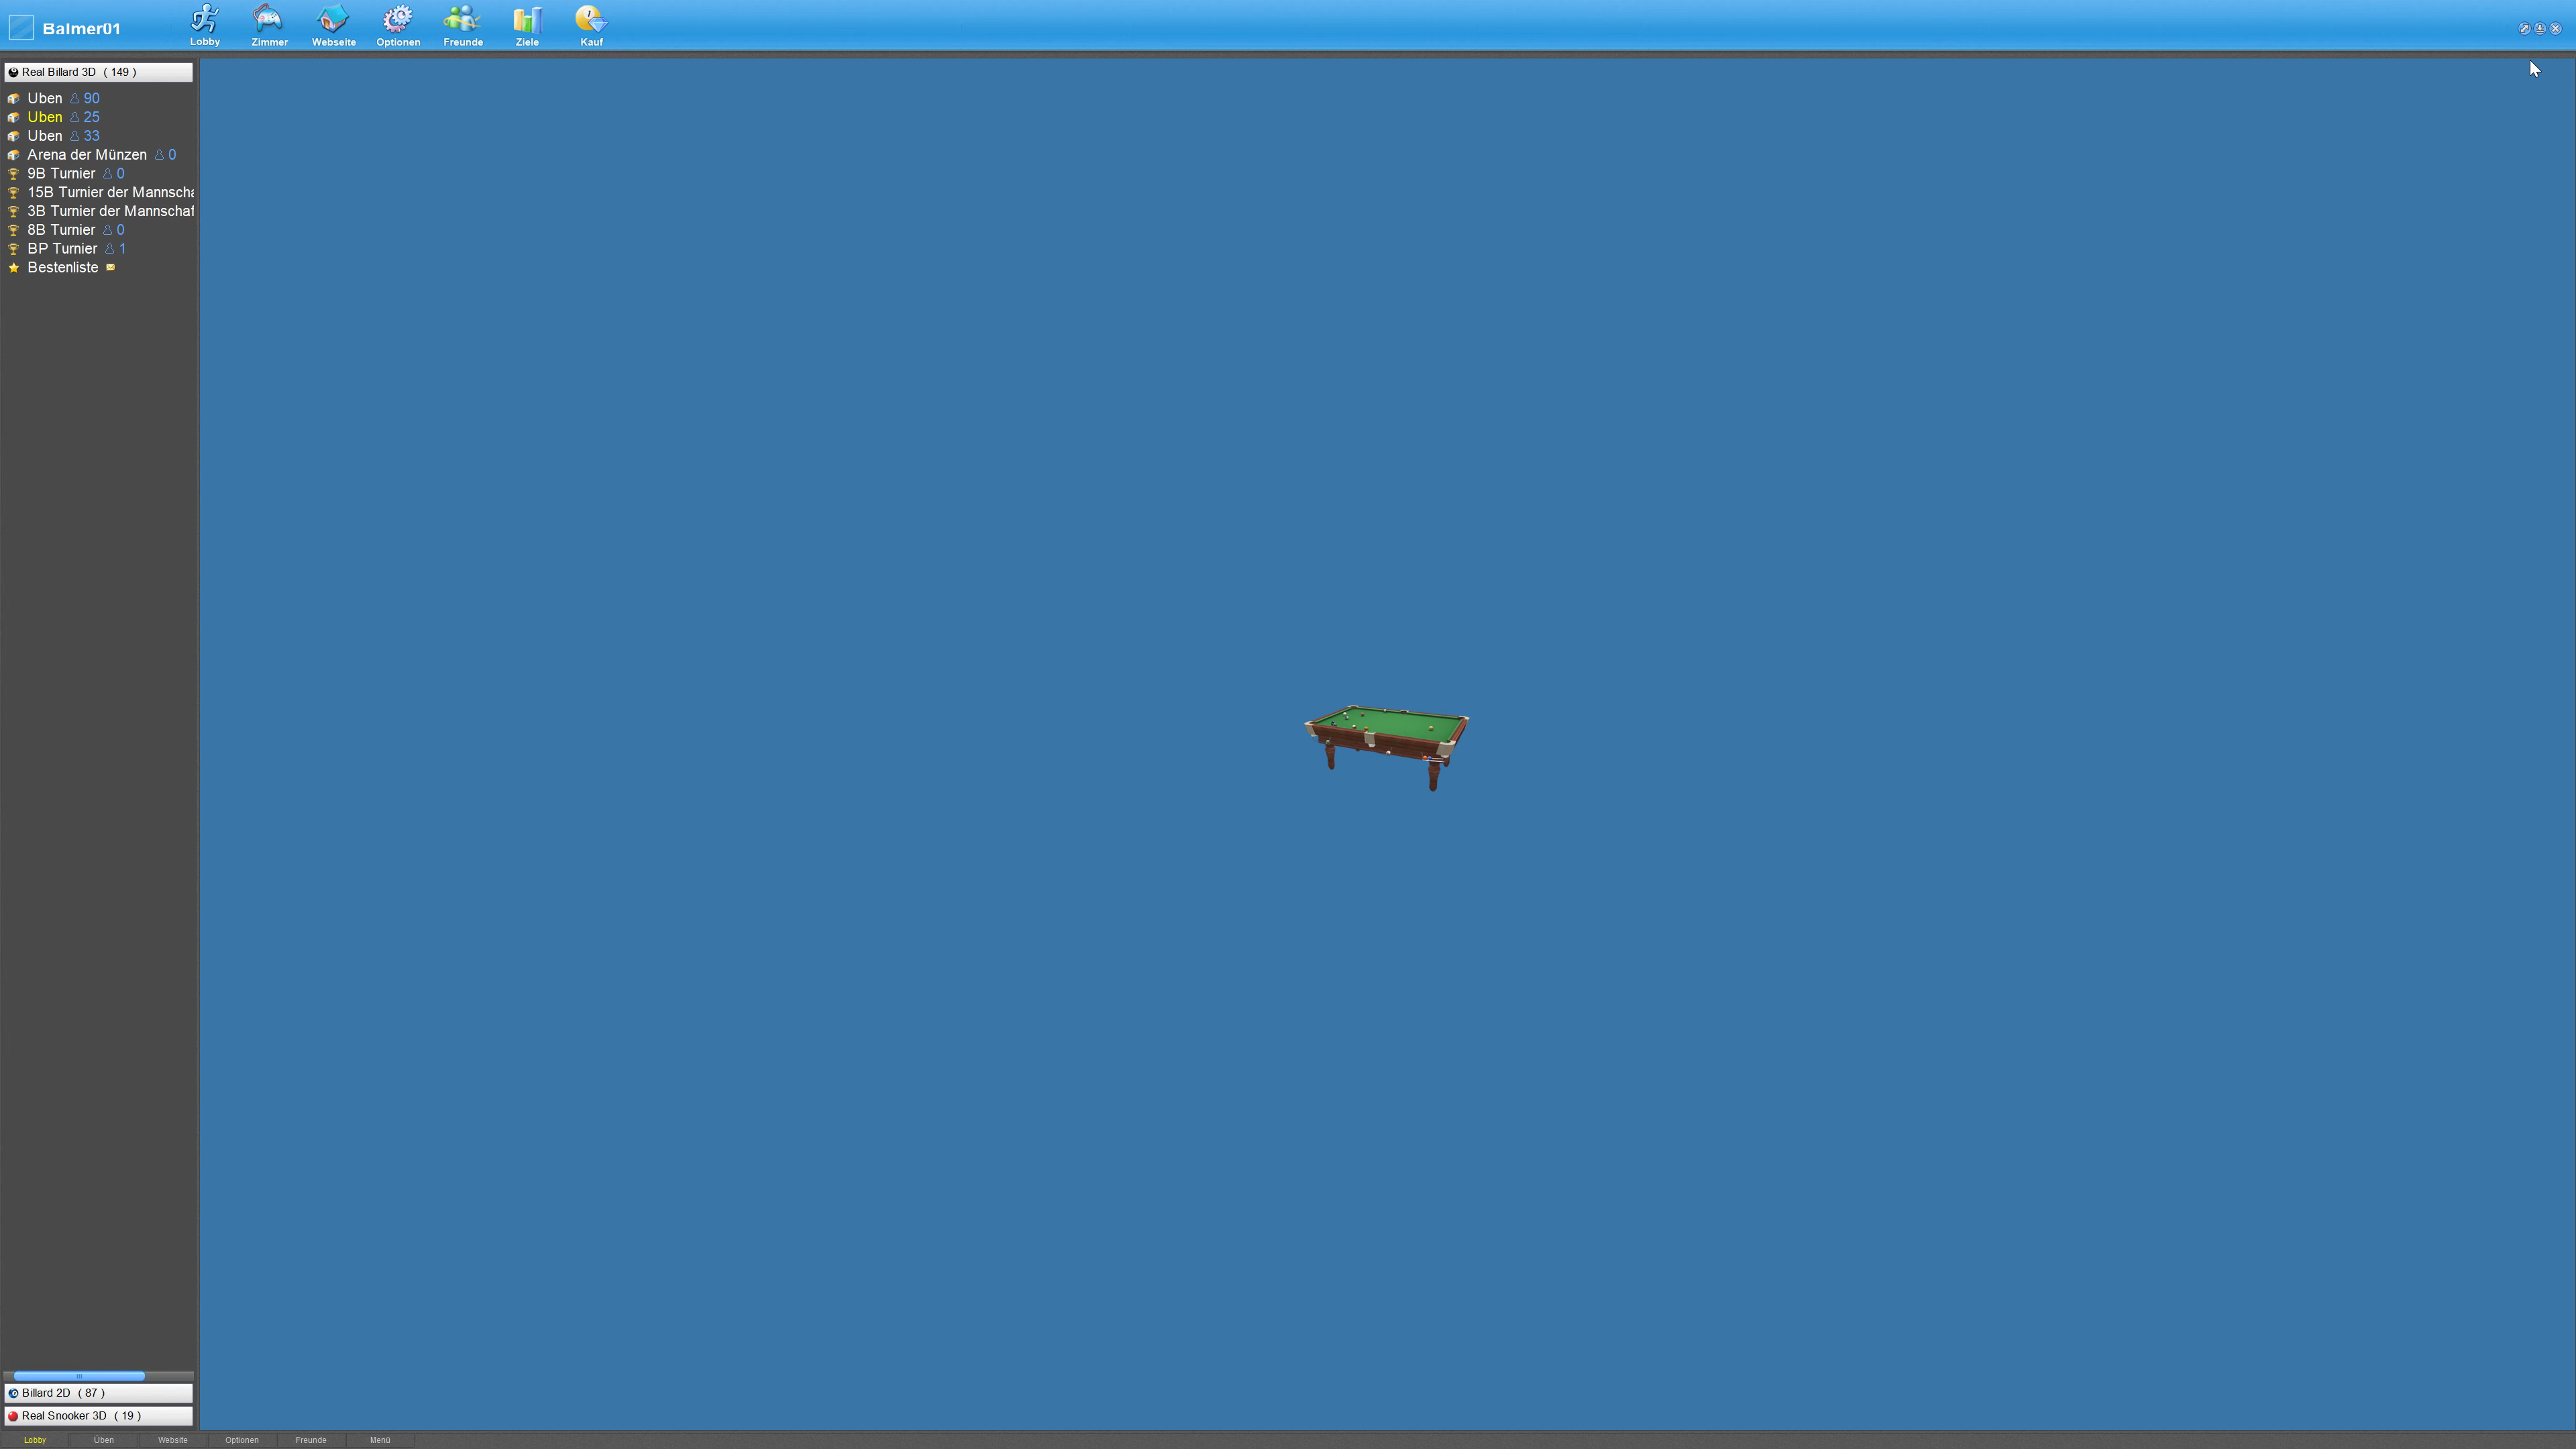 Balmer01
Lobby
Zimmer
Webseite
Optionen
Freunde
Ziele
Kauf
Real Billard 3D ( 149 )
Uben 90
Uben 25
Uben 33
Arena der Münzen 0
9B Turnier 0
15B Turnier der Mannscha
3B Turnier der Mannschaf
8B Turnier 0
BP Turnier 1
Bestenliste
Billard 2D ( 87 )
Real Snooker 3D ( 19 )
Lobby Üben Website Optionen Freunde Menü